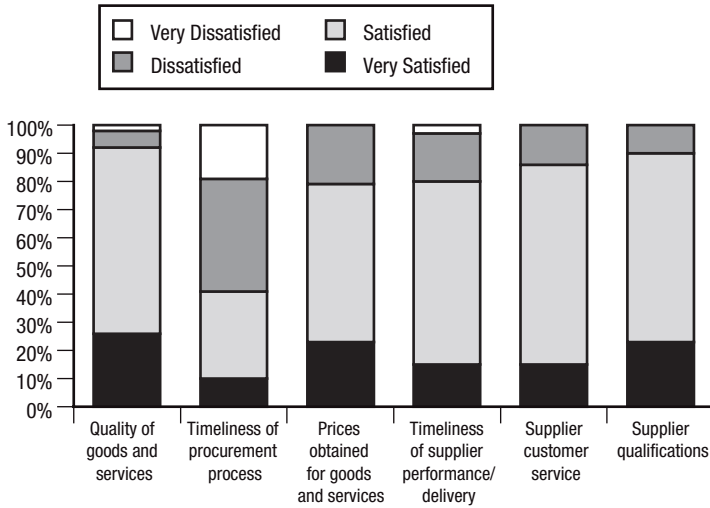 Very Dissatisfied
Satisfied
Dissatisfied
Very Satisfied
100%
90%
80%
70%
60%
50%
40%
30%
20%
10%
0%
Quality of
goods and
services
Timeliness of
procurement
process
Prices
obtained
for goods
and services
Timeliness
of supplier
performance/
delivery
Supplier
customer
service
Supplier
qualifications